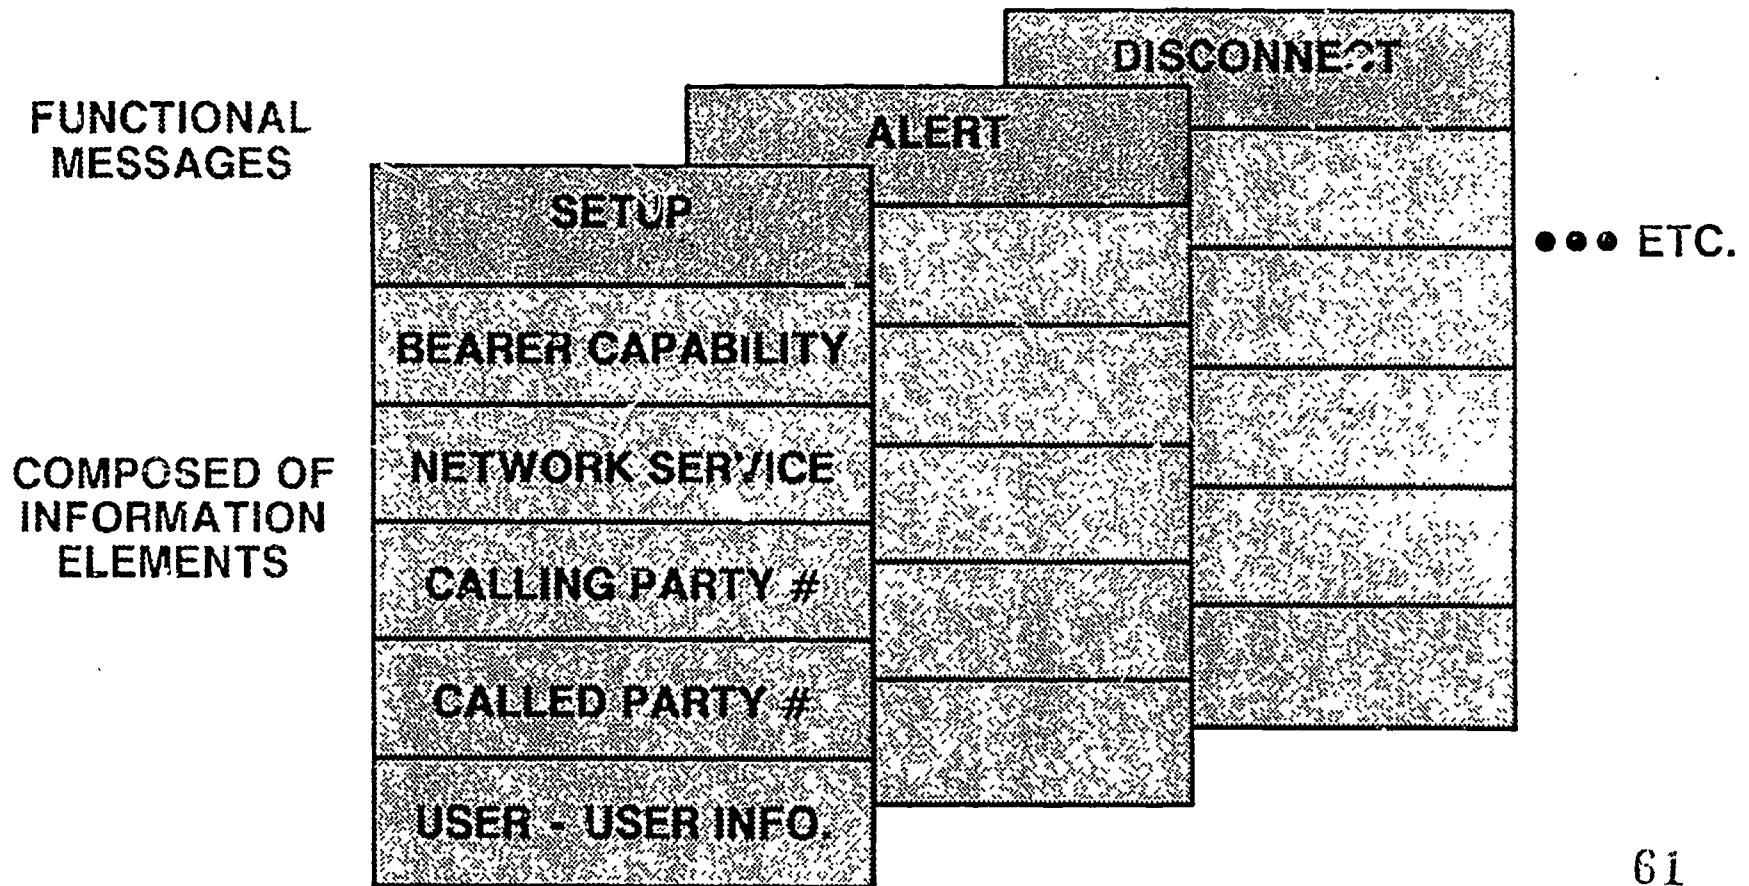 FUNCTIONAL
MESSAGES
DISCONNECT
ALERT
SETUP
BEARER CAPABILITY
NETWORK SERVICE
CALLING PARTY #
CALLED PARTY #
USER - USER INFO.
COMPOSED OF
INFORMATION
ELEMENTS
••• ETC.
61